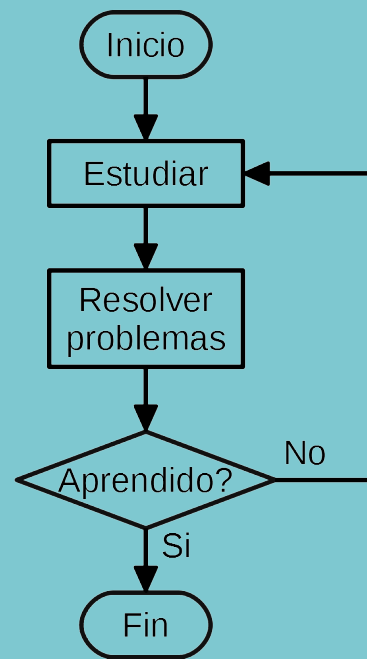 Inicio
Estudiar
Resolver
problemas
Aprendido?
No
Si
Fin